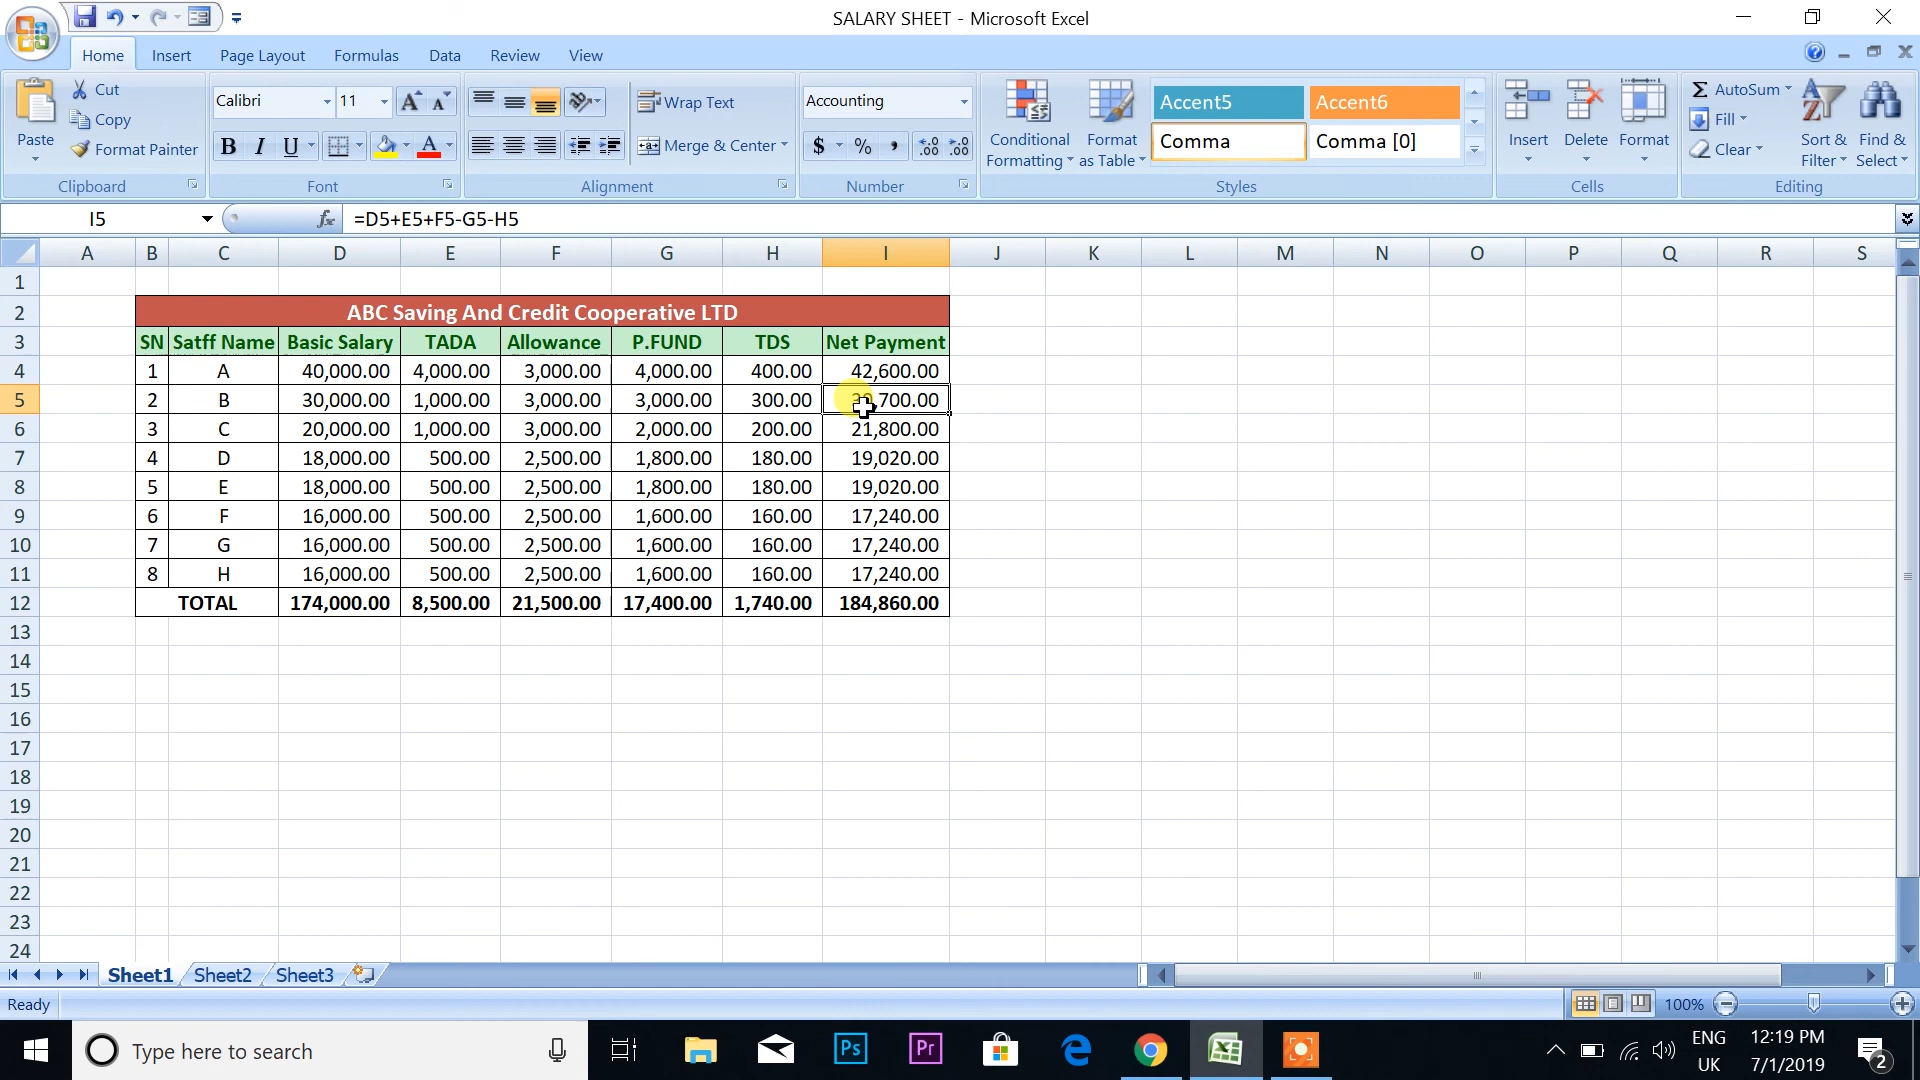 SALARY SHEET - Microsoft Excel
Home Insert Page Layout Formulas Data Review View
Paste
Cut
Copy
Format Painter
Clipboard
Calibri 11
B I U
Font
Wrap Text
Merge & Center
Alignment
Accounting
$ % ,
Number
Conditional Formatting
Format as Table
Accent5 Accent6
Comma Comma [0]
Styles
Insert Delete Format
Cells
AutoSum
Fill
Clear
Sort & Filter
Find & Select
Editing
I5 fx =D5+E5+F5-G5-H5
A B C D E F G H I J K L M N O P Q R S
1
2 ABC Saving And Credit Cooperative LTD
3 SN Satff Name Basic Salary TADA Allowance P.FUND TDS Net Payment
4 1 A 40,000.00 4,000.00 3,000.00 4,000.00 400.00 42,600.00
5 2 B 30,000.00 1,000.00 3,000.00 3,000.00 300.00
6 3 C 20,000.00 1,000.00 3,000.00 2,000.00 200.00 21,800.00
7 4 D 18,000.00 500.00 2,500.00 1,800.00 180.00 19,020.00
8 5 E 18,000.00 500.00 2,500.00 1,800.00 180.00 19,020.00
9 6 F 16,000.00 500.00 2,500.00 1,600.00 160.00 17,240.00
10 7 G 16,000.00 500.00 2,500.00 1,600.00 160.00 17,240.00
11 8 H 16,000.00 500.00 2,500.00 1,600.00 160.00 17,240.00
12 TOTAL 174,000.00 8,500.00 21,500.00 17,400.00 1,740.00 184,860.00
13
14
15
16
17
18
19
20
21
22
23
24
Sheet1 Sheet2 Sheet3
Ready 100%
Type here to search
Ps Pr
ENG
UK
12:19 PM
7/1/2019
2